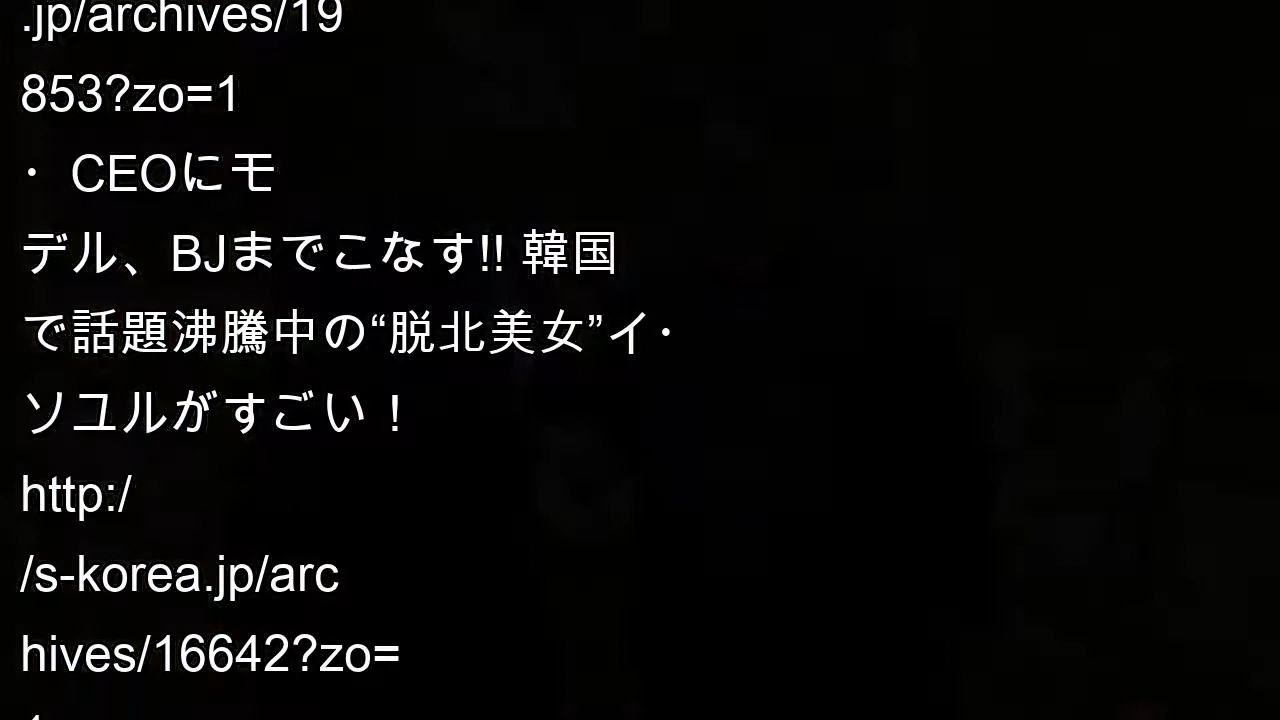 .jp/archives/19
853?zo=1
・CEOにモ
デル、BJまでこなす!! 韓国
で話題沸騰中の“脱北美女”イ・
ソユルがすごい！
http:/
/s-korea.jp/arc
hives/16642?zo=